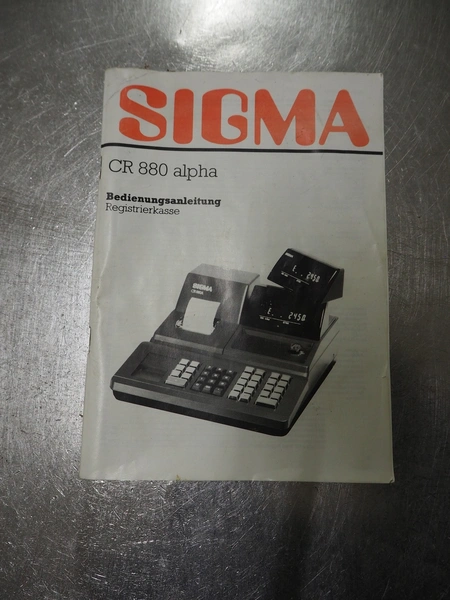 SIGMA
CR 880 alpha
Bedienungsanleitung
Registrierkasse
SIGMA
2450
2450